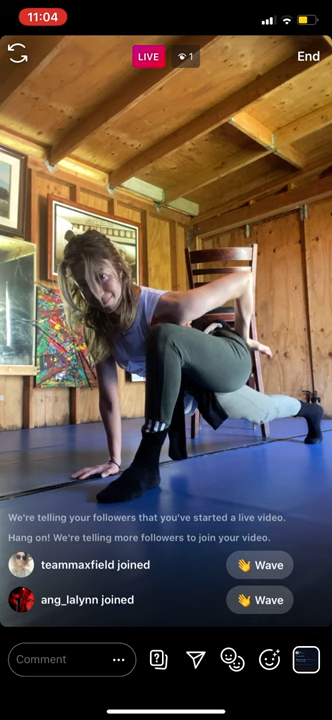 11:04
LIVE
1
End
We're telling your followers that you've started a live video.
Hang on! We're telling more followers to join your video.
teammaxfield joined
👋 Wave
ang_lalynn joined
👋 Wave
Comment